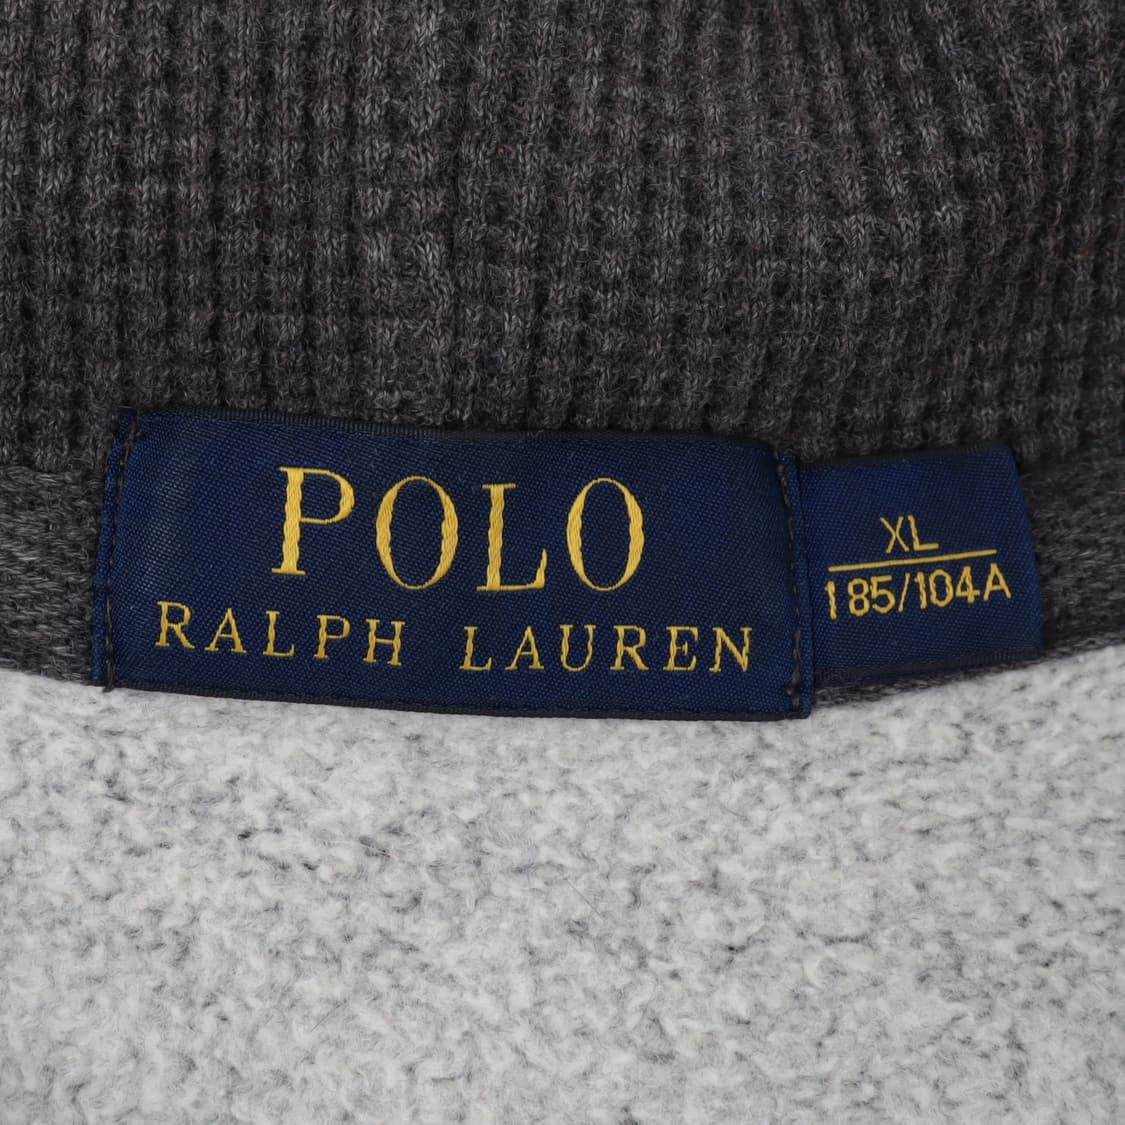 POLO
RALPH LAUREN
XL
185/104A